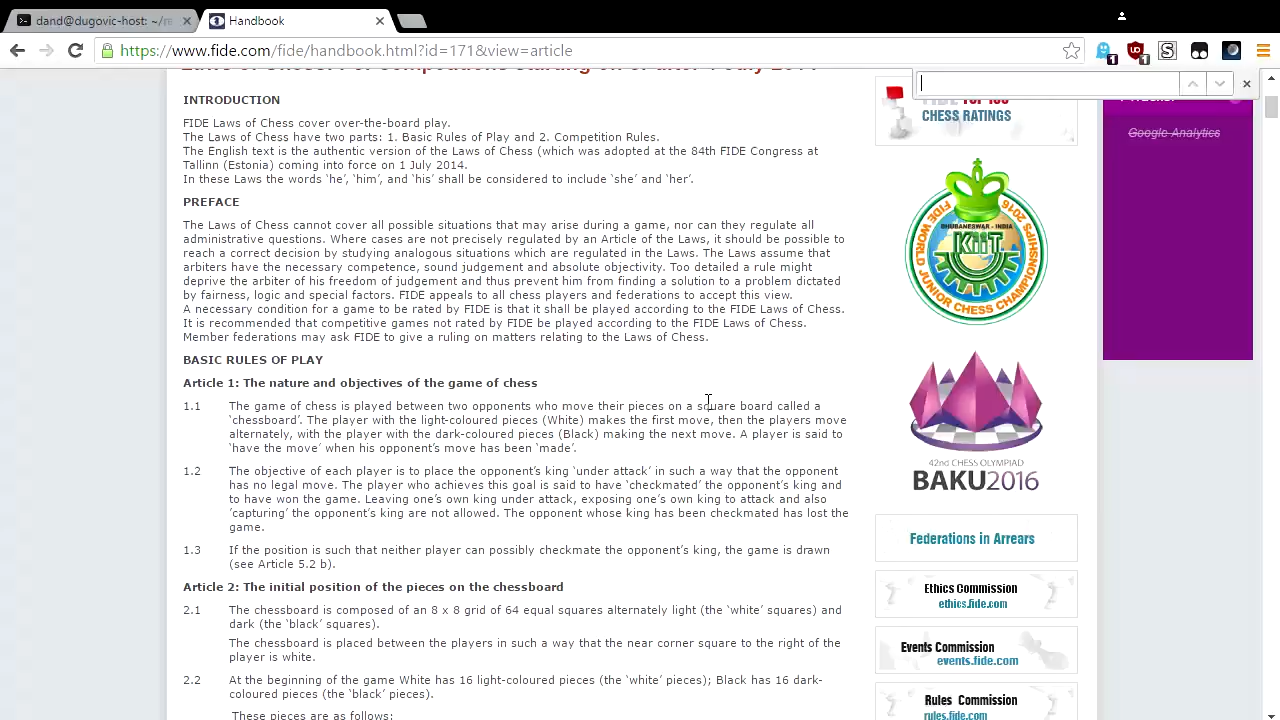 dand@dugovic-host: ~/re
Handbook
https://www.fide.com/fide/handbook.html?id=171&view=article
INTRODUCTION
FIDE Laws of Chess cover over-the-board play.
The Laws of Chess have two parts: 1. Basic Rules of Play and 2. Competition Rules.
The English text is the authentic version of the Laws of Chess (which was adopted at the 84th FIDE Congress at
Tallinn (Estonia) coming into force on 1 July 2014.
In these Laws the words ‘he’, ‘him’, and ‘his’ shall be considered to include ‘she’ and ‘her’.
PREFACE
The Laws of Chess cannot cover all possible situations that may arise during a game, nor can they regulate all
administrative questions. Where cases are not precisely regulated by an Article of the Laws, it should be possible to
reach a correct decision by studying analogous situations which are regulated in the Laws. The Laws assume that
arbiters have the necessary competence, sound judgement and absolute objectivity. Too detailed a rule might
deprive the arbiter of his freedom of judgement and thus prevent him from finding a solution to a problem dictated
by fairness, logic and special factors. FIDE appeals to all chess players and federations to accept this view.
A necessary condition for a game to be rated by FIDE is that it shall be played according to the FIDE Laws of Chess.
It is recommended that competitive games not rated by FIDE be played according to the FIDE Laws of Chess.
Member federations may ask FIDE to give a ruling on matters relating to the Laws of Chess.
BASIC RULES OF PLAY
Article 1: The nature and objectives of the game of chess
1.1 The game of chess is played between two opponents who move their pieces on a square board called a
‘chessboard’. The player with the light-coloured pieces (White) makes the first move, then the players move
alternately, with the player with the dark-coloured pieces (Black) making the next move. A player is said to
‘have the move’ when his opponent’s move has been ‘made’.
1.2 The objective of each player is to place the opponent’s king ‘under attack’ in such a way that the opponent
has no legal move. The player who achieves this goal is said to have ‘checkmated’ the opponent’s king and
to have won the game. Leaving one’s own king under attack, exposing one’s own king to attack and also
’capturing’ the opponent’s king are not allowed. The opponent whose king has been checkmated has lost the
game.
1.3 If the position is such that neither player can possibly checkmate the opponent’s king, the game is drawn
(see Article 5.2 b).
Article 2: The initial position of the pieces on the chessboard
2.1 The chessboard is composed of an 8 x 8 grid of 64 equal squares alternately light (the ‘white’ squares) and
dark (the ‘black’ squares).
The chessboard is placed between the players in such a way that the near corner square to the right of the
player is white.
2.2 At the beginning of the game White has 16 light-coloured pieces (the ‘white’ pieces); Black has 16 dark-
coloured pieces (the ‘black’ pieces).
These pieces are as follows:
CHESS RATINGS
FIDE WORLD JUNIOR CHESS CHAMPIONSHIPS 2016
BHUBANESWAR - INDIA
KiiT
42nd CHESS OLYMPIAD
BAKU2016
Federations in Arrears
Ethics Commission
ethics.fide.com
Events Commission
events.fide.com
Rules Commission
rules.fide.com
Google Analytics
1
1